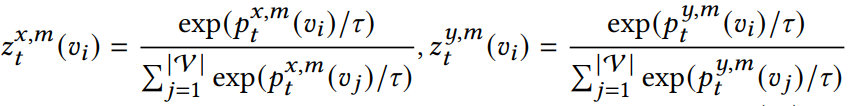 z_t^{x,m}(v_i) = \frac{\exp(p_t^{x,m}(v_i)/\tau)}{\sum_{j=1}^{|\mathcal{V}|} \exp(p_t^{x,m}(v_j)/\tau)}, z_t^{y,m}(v_i) = \frac{\exp(p_t^{y,m}(v_i)/\tau)}{\sum_{j=1}^{|\mathcal{V}|} \exp(p_t^{y,m}(v_j)/\tau)}